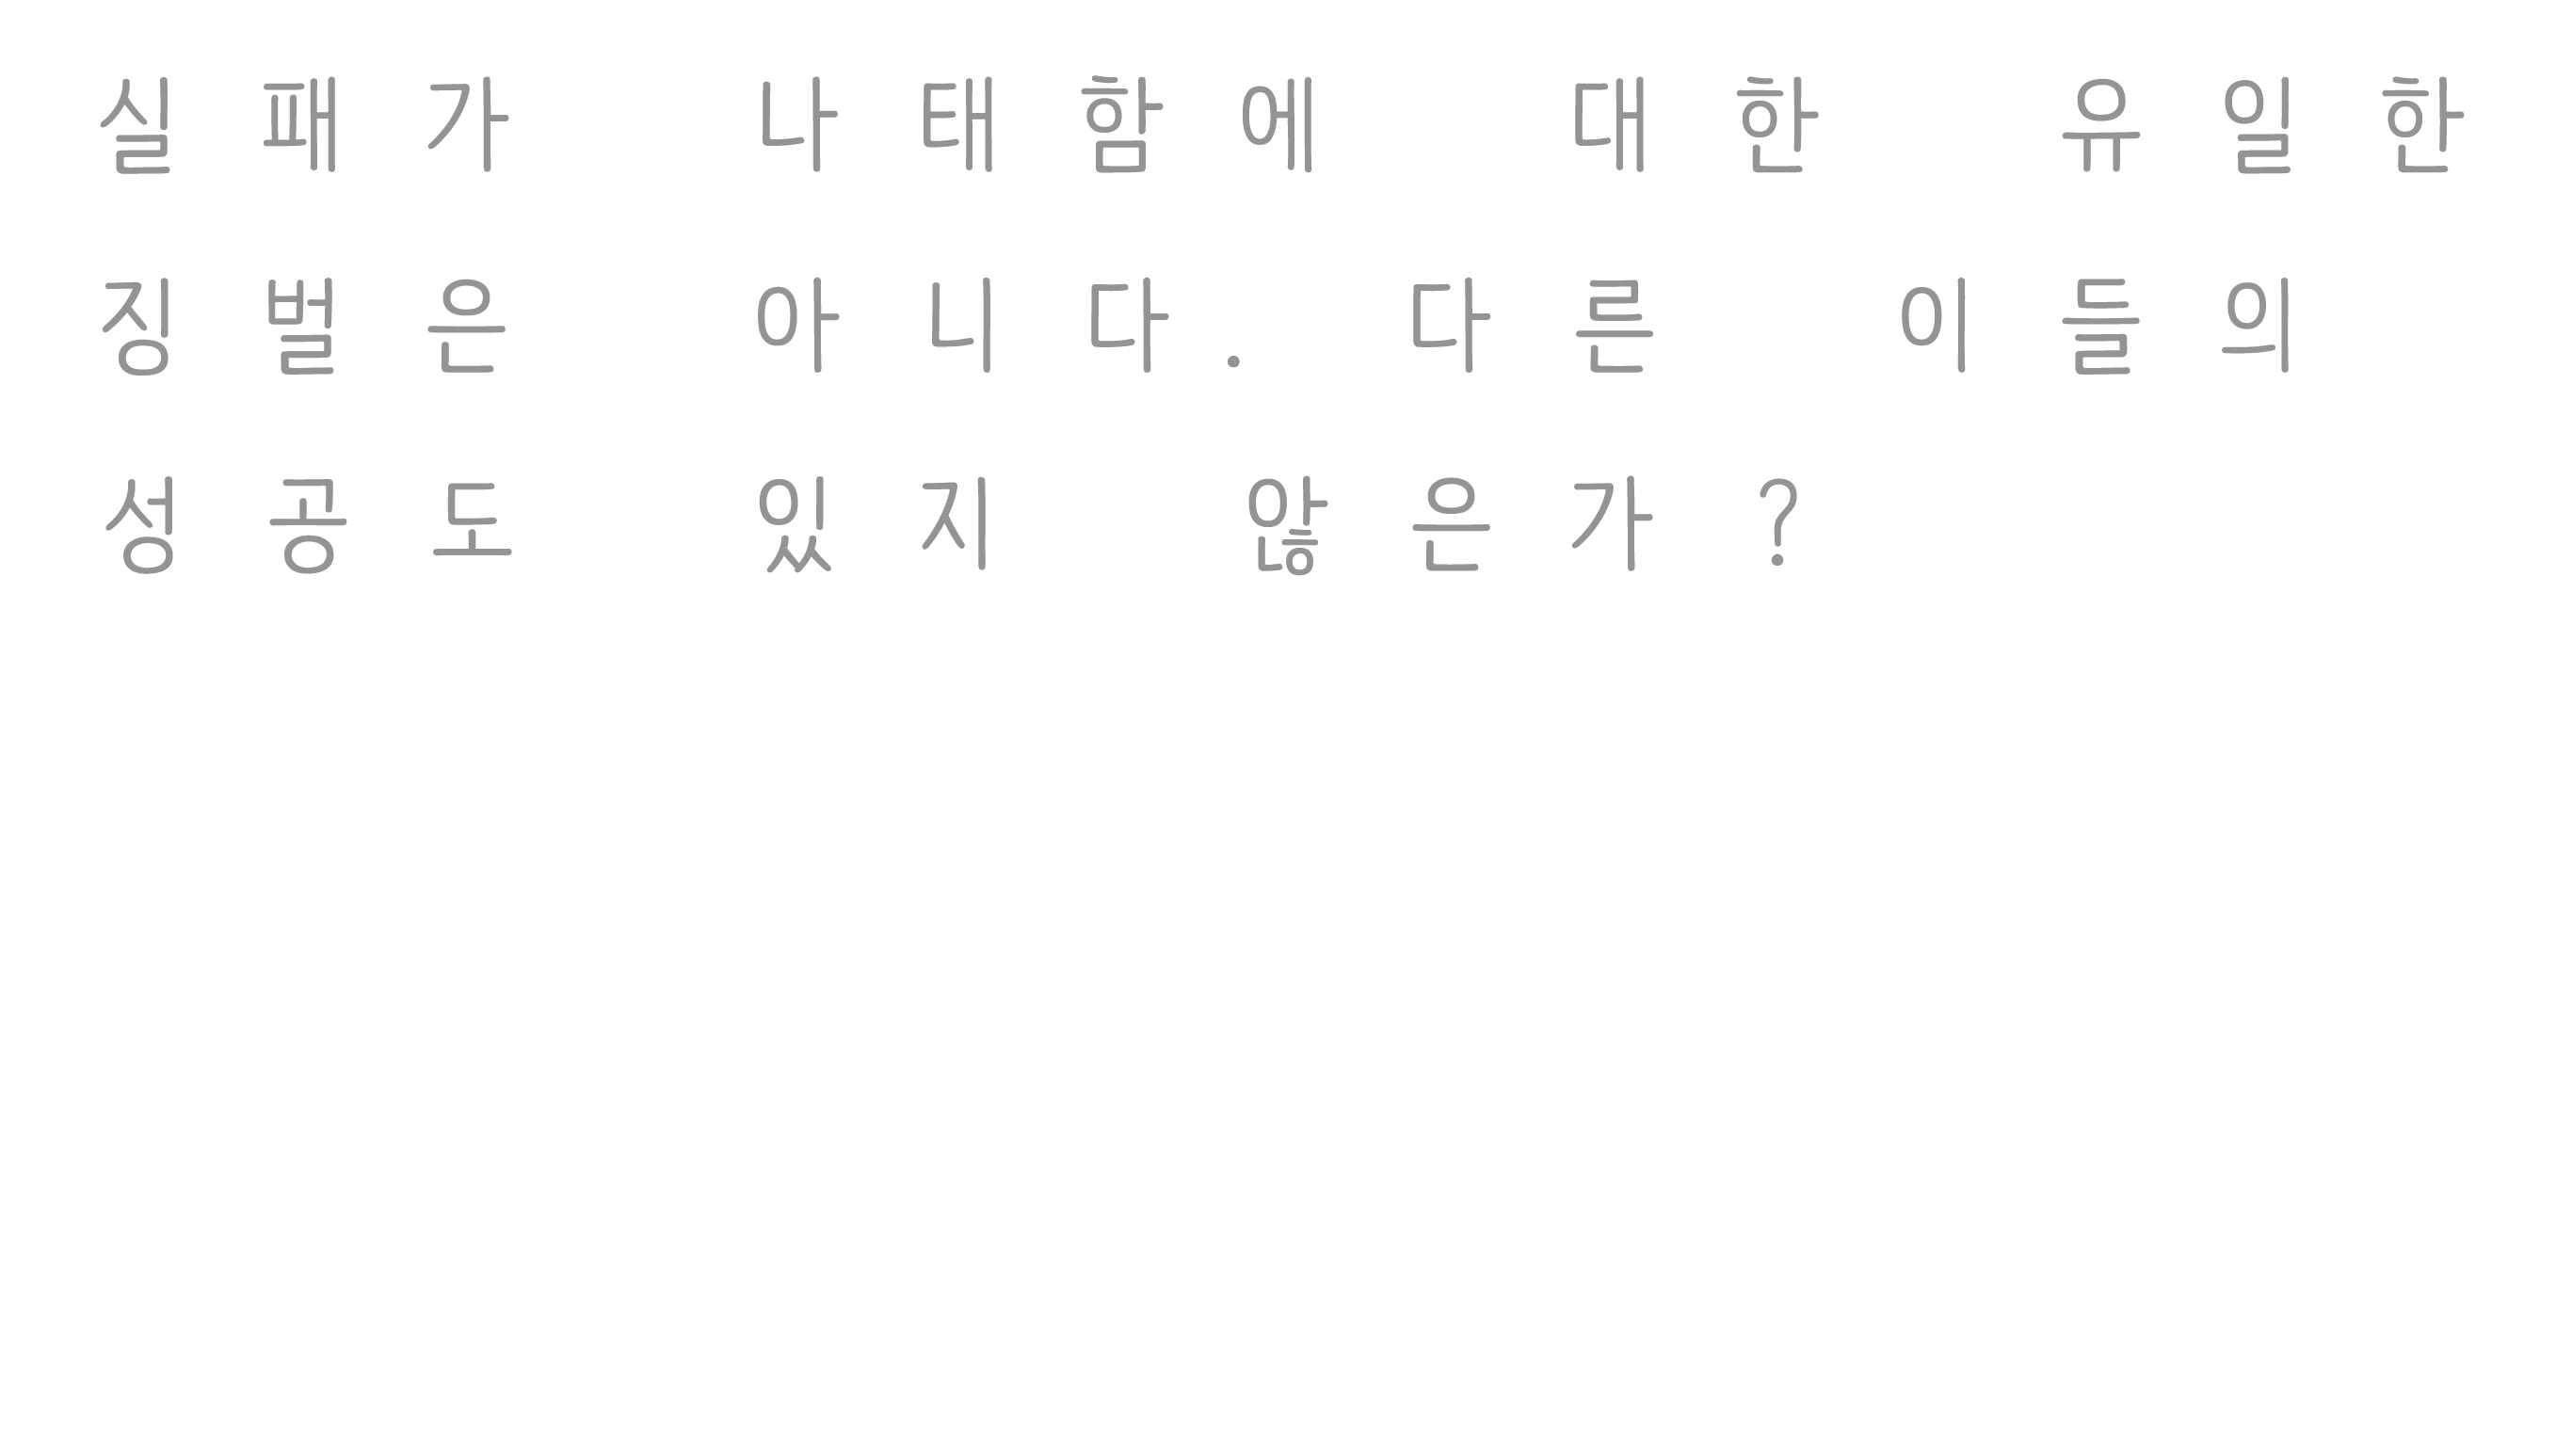 실패가 나태함에 대한 유일한
징벌은 아니다. 다른 이들의
성공도 있지 않은가?